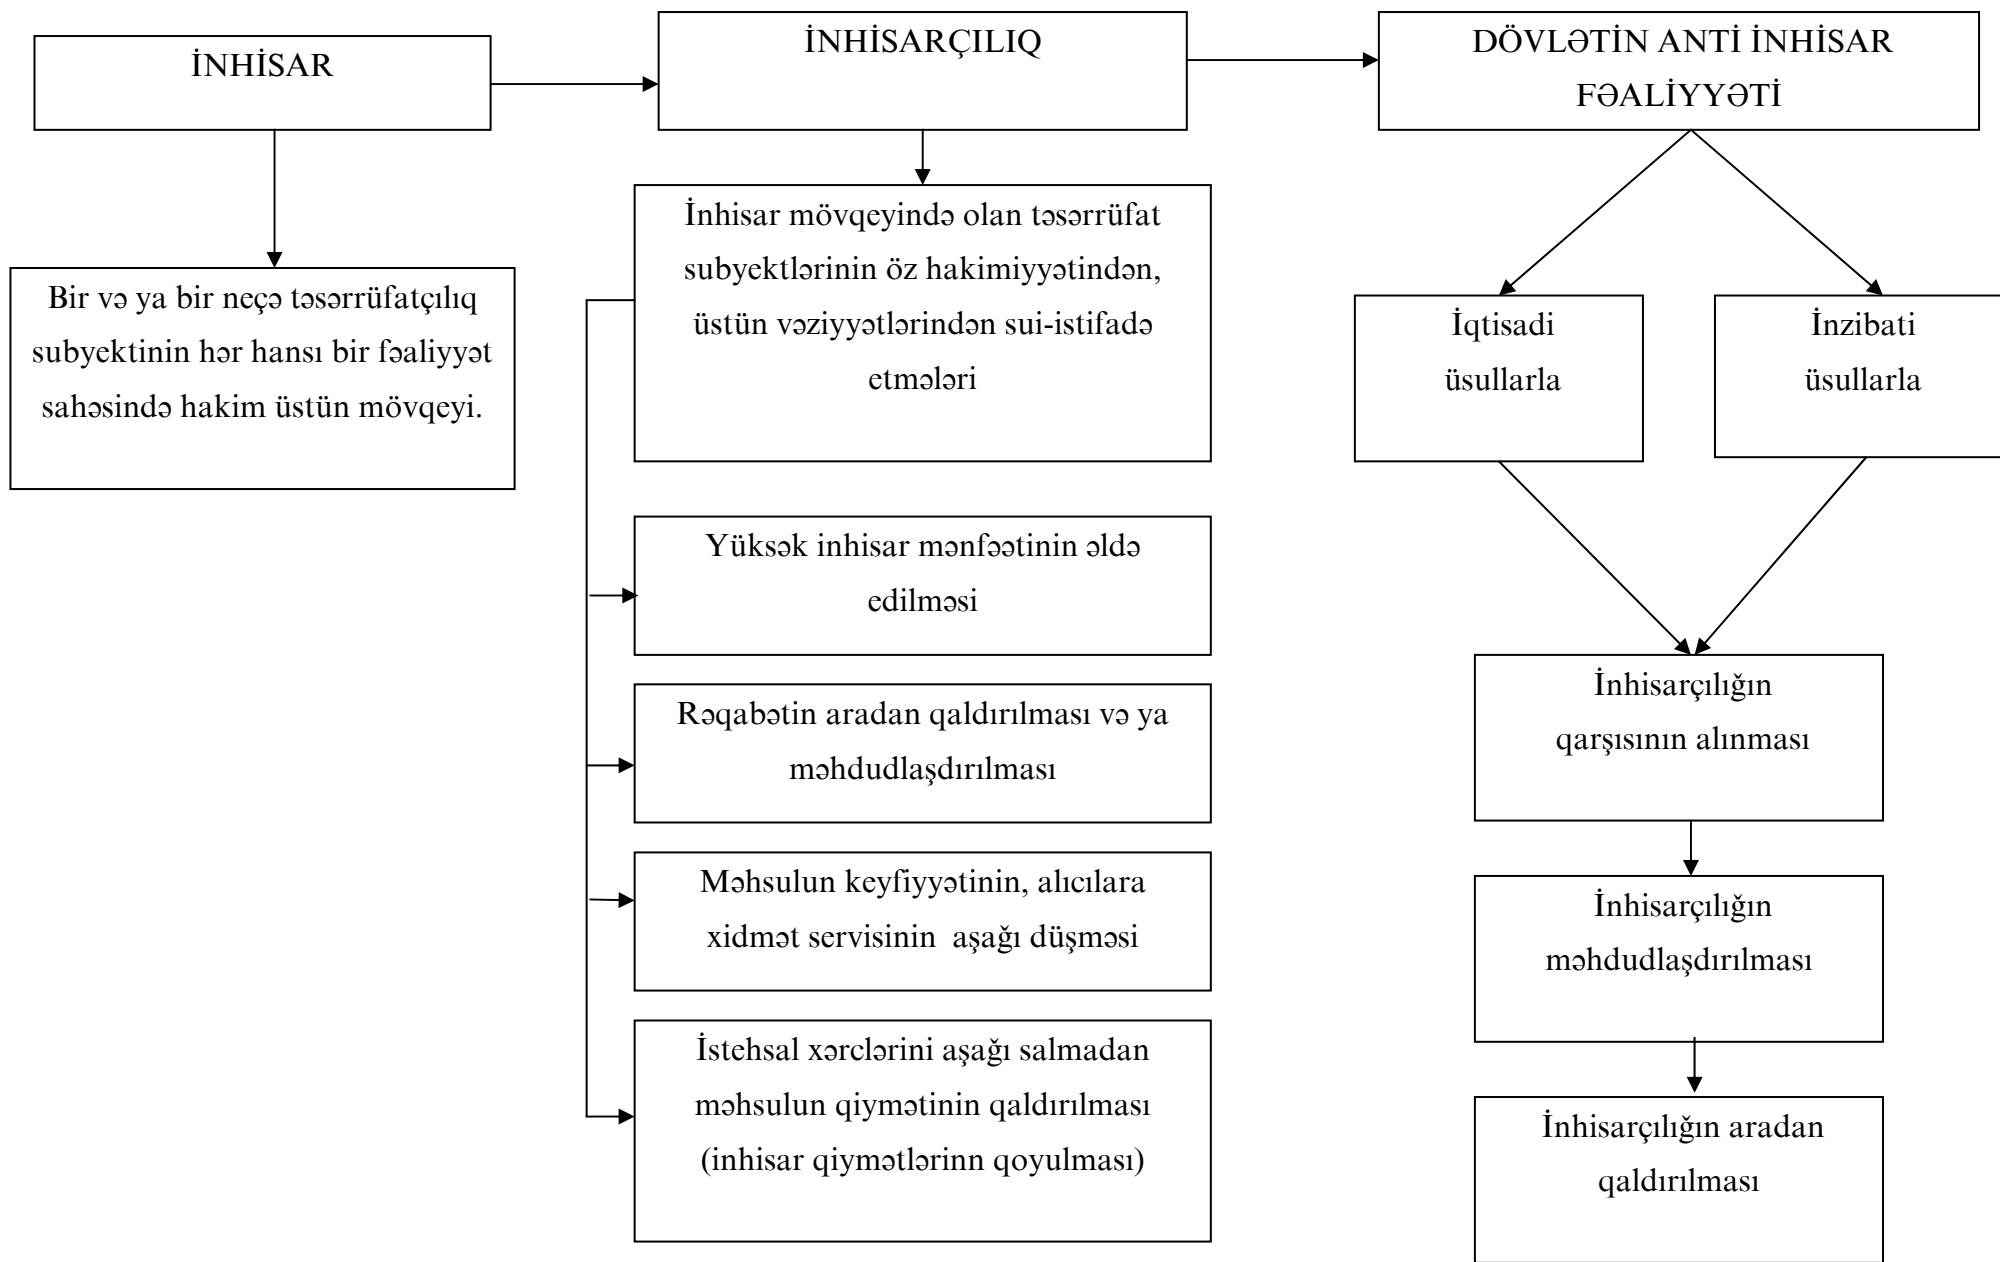 İNHİSAR
İNHİSARÇILIQ
DÖVLƏTİN ANTİ İNHİSAR
FƏALİYYƏTİ
Bir və ya bir neçə təsərrüfatçılıq
subyektinin hər hansı bir fəaliyyət
sahəsində hakim üstün mövqeyi.
İnhisar mövqeyində olan təsərrüfat
subyektlərinin öz hakimiyyətindən,
üstün vəziyyətlərindən sui-istifadə
etmələri
Yüksək inhisar mənfəətinin əldə
edilməsi
Rəqabətin aradan qaldırılması və ya
məhdudlaşdırılması
Məhsulun keyfiyyətinin, alıcılara
xidmət servisinin aşağı düşməsi
İstehsal xərclərini aşağı salmadan
məhsulun qiymətinin qaldırılması
(inhisar qiymətlərinn qoyulması)
İqtisadi
üsullarla
İnzibati
üsullarla
İnhisarçılığın
qarşısının alınması
İnhisarçılığın
məhdudlaşdırılması
İnhisarçılığın aradan
qaldırılması